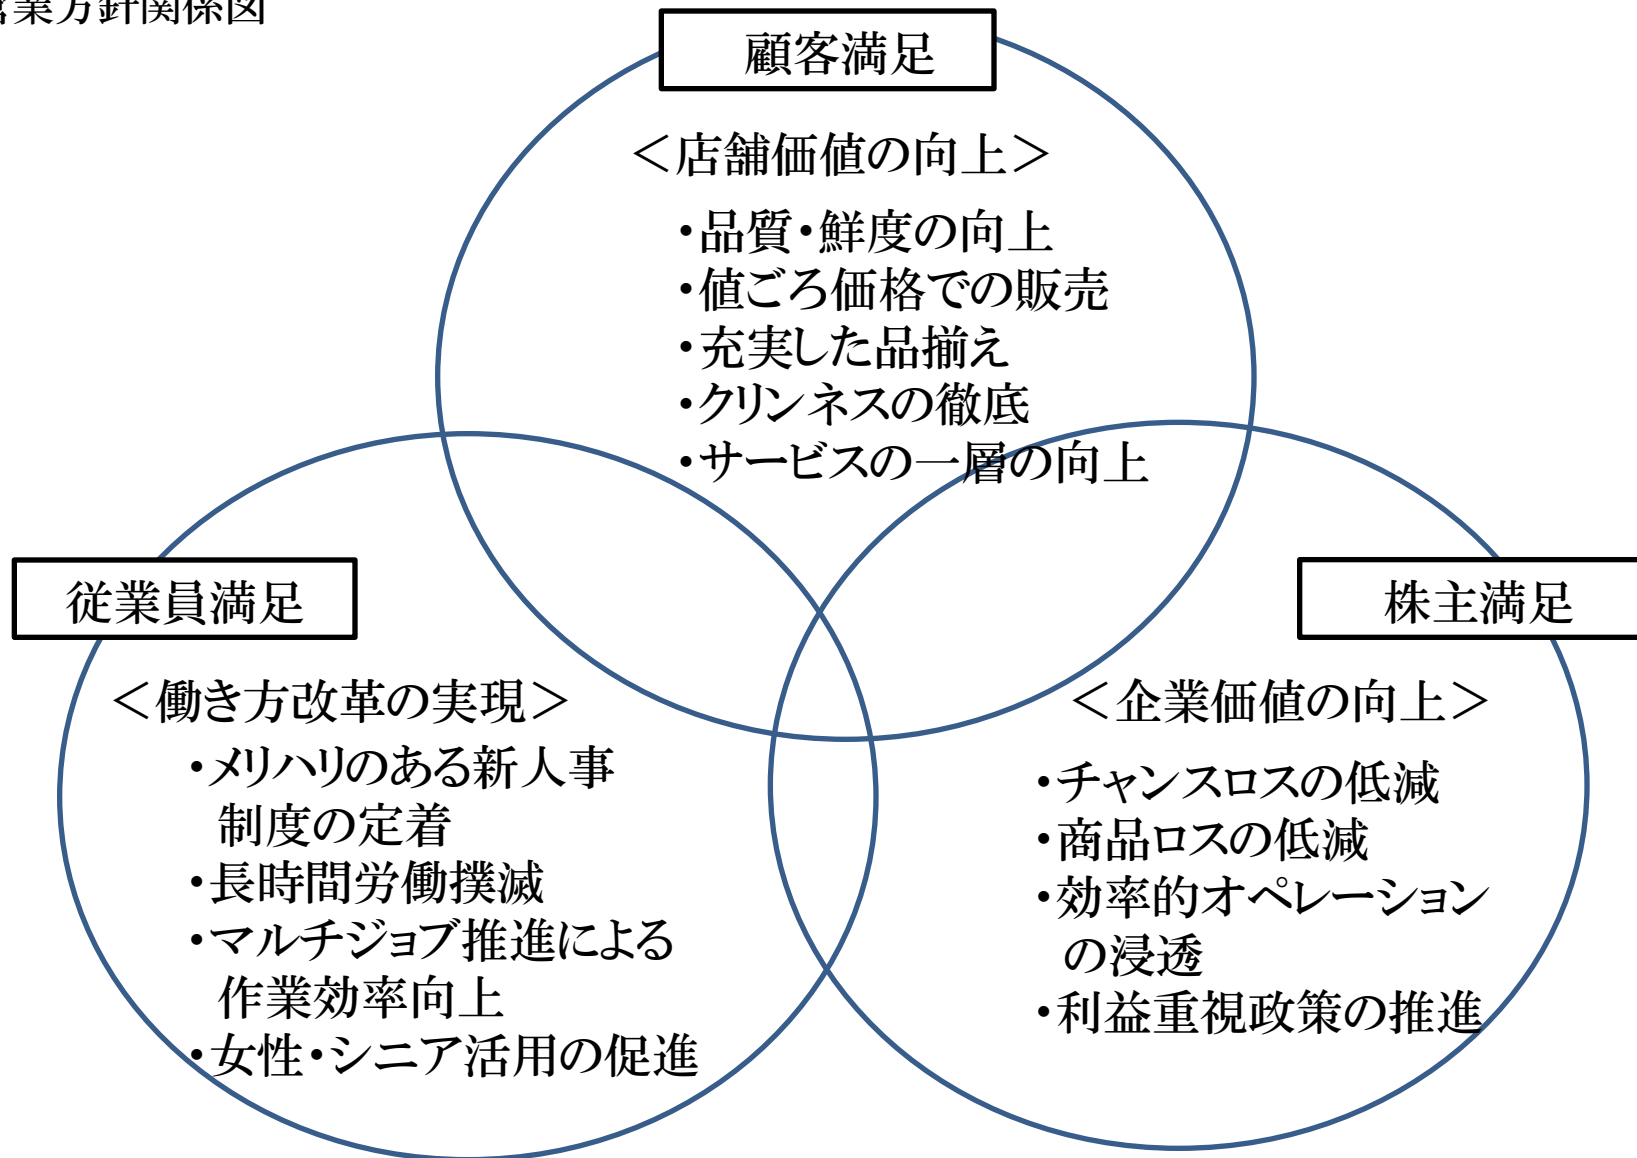 営業方針関係図
顧客満足
<店舗価値の向上>
・品質・鮮度の向上
・値ごろ価格での販売
・充実した品揃え
・クリンネスの徹底
・サービスの一層の向上
従業員満足
<働き方改革の実現>
・メリハリのある新人事
制度の定着
・長時間労働撲滅
・マルチジョブ推進による
作業効率向上
・女性・シニア活用の促進
株主満足
<企業価値の向上>
・チャンスロスの低減
・商品ロスの低減
・効率的オペレーション
の浸透
・利益重視政策の推進